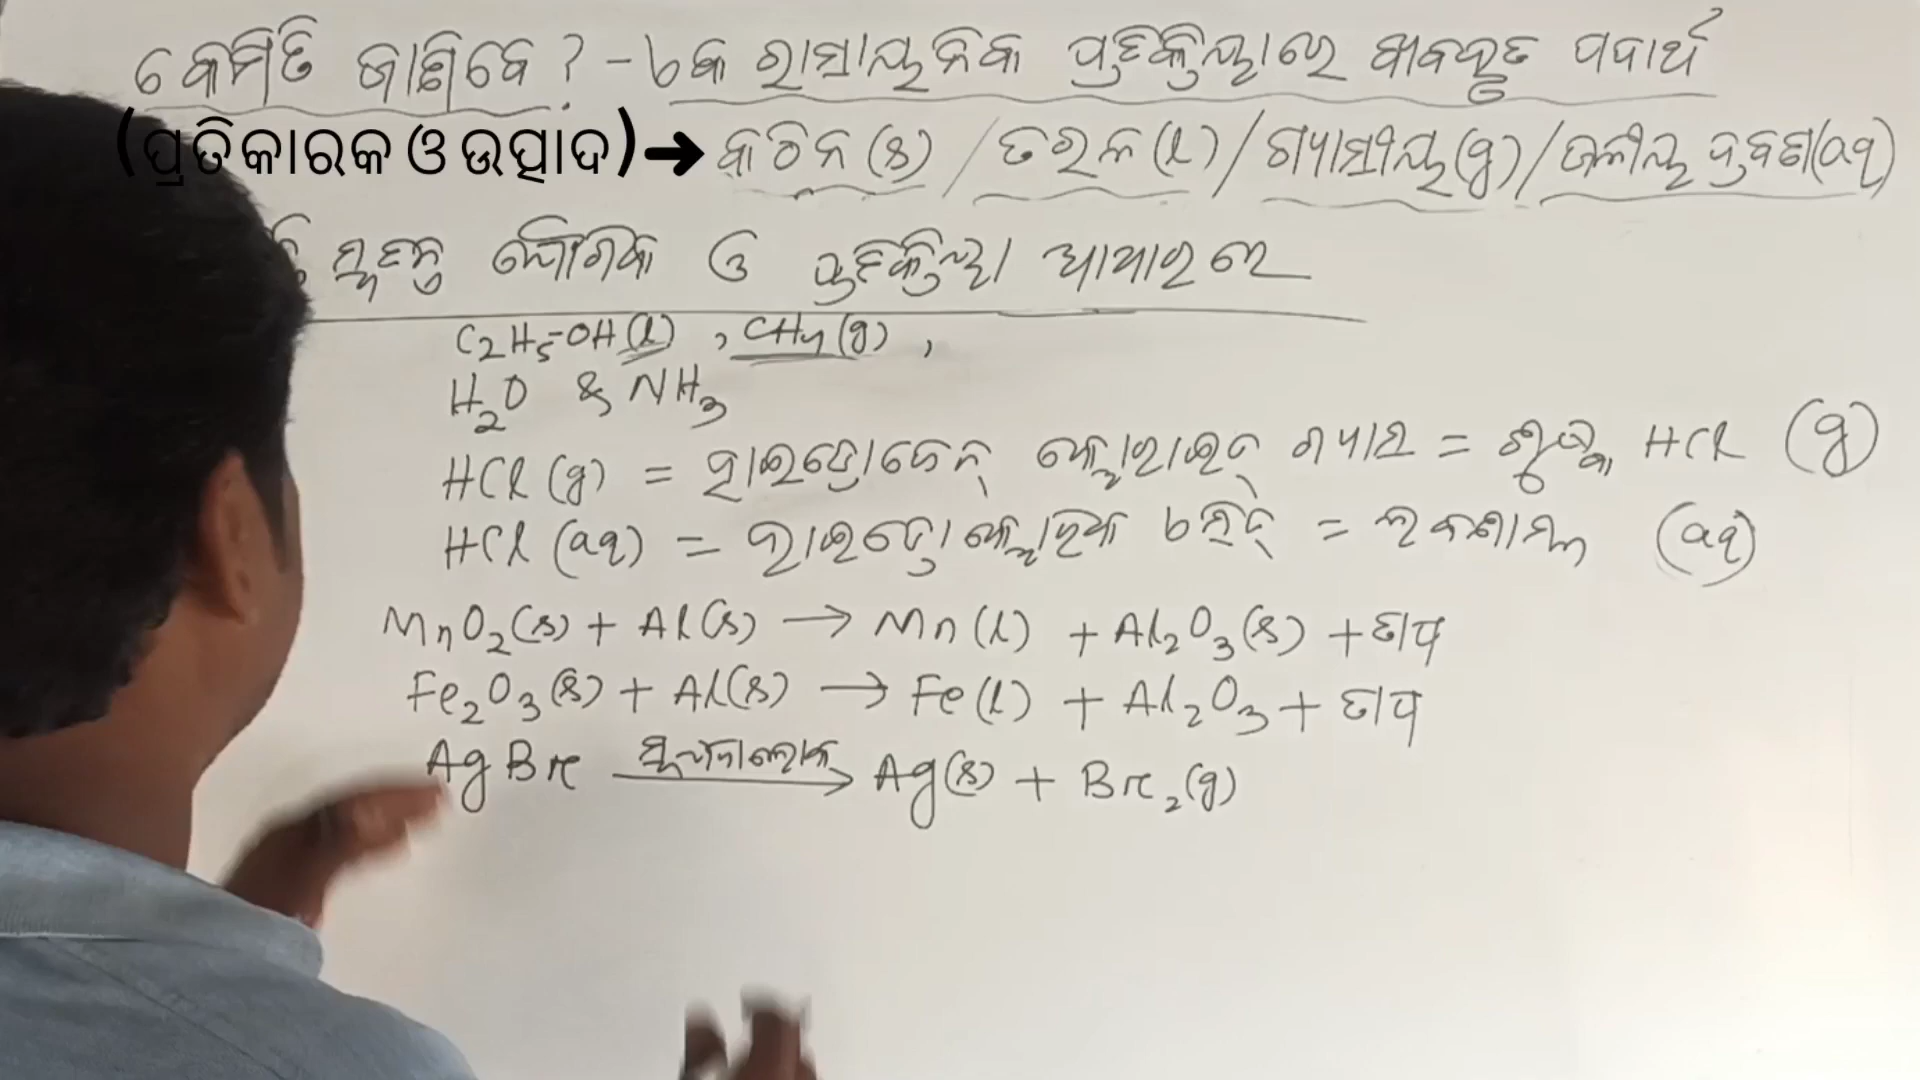 କେମିତି ଜାଣିବେ ? - ଏକ ରାସାୟନିକ ପ୍ରତିକ୍ରିୟାରେ ବ୍ୟବହୃତ ପଦାର୍ଥ
(ପ୍ରତିକାରକ ଓ ଉତ୍ପାଦ)➔ କଠିନ (s) / ତରଳ (l) / ଗ୍ୟାସୀୟ (g) / ଜଳୀୟ ଦ୍ରବଣ (aq)
ଯୌଗିକ ଓ ପ୍ରତିକ୍ରିୟା ଆଧାରରେ
C₂H₅-OH (l) , CH₄ (g) ,
H₂O & NH₃
HCl (g) = ହାଇଡ୍ରୋଜେନ୍ କ୍ଲୋରାଇଡ୍ ଗ୍ୟାସ = ଶୁଷ୍କ HCl (g)
HCl (aq) = ହାଇଡ୍ରୋକ୍ଲୋରିକ ଏସିଡ୍ = ଲବଣାମ୍ଳ (aq)
MnO₂(s) + Al(s) → Mn (l) + Al₂O₃ (s) + ତାପ
Fe₂O₃ (s) + Al(s) → Fe (l) + Al₂O₃ + ତାପ
AgBr ସୂର୍ଯ୍ୟାଲୋକ → Ag(s) + Br₂ (g)